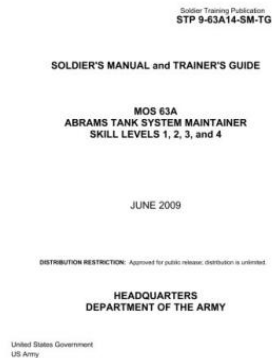 Soldier Training Publication
STP 9-63A14-SM-TG
SOLDIER'S MANUAL and TRAINER'S GUIDE
MOS 63A
ABRAMS TANK SYSTEM MAINTAINER
SKILL LEVELS 1, 2, 3, and 4
JUNE 2009
DISTRIBUTION RESTRICTION: Approved for public release; distribution is unlimited.
HEADQUARTERS
DEPARTMENT OF THE ARMY
United States Government
US Army